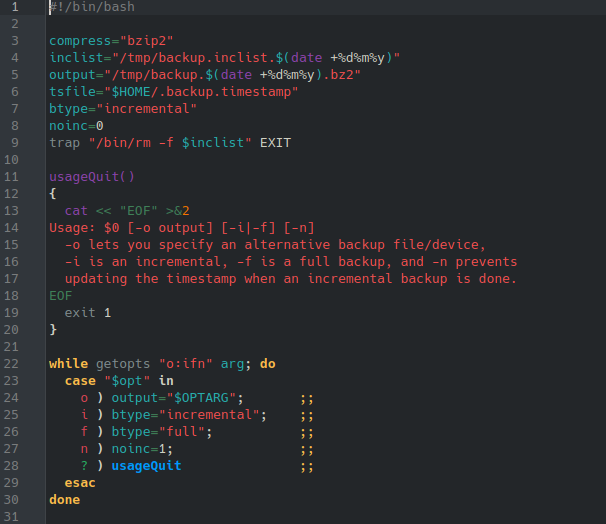 1 #!/bin/bash
2
3 compress="bzip2"
4 inclist="/tmp/backup.inclist.$(date +%d%m%y)"
5 output="/tmp/backup.$(date +%d%m%y).bz2"
6 tsfile="$HOME/.backup.timestamp"
7 btype="incremental"
8 noinc=0
9 trap "/bin/rm -f $inclist" EXIT
10
11 usageQuit()
12 {
13   cat << "EOF" >&2
14 Usage: $0 [-o output] [-i|-f] [-n]
15   -o lets you specify an alternative backup file/device,
16   -i is an incremental, -f is a full backup, and -n prevents
17   updating the timestamp when an incremental backup is done.
18 EOF
19   exit 1
20 }
21
22 while getopts "o:ifn" arg; do
23   case "$opt" in
24     o ) output="$OPTARG";       ;;
25     i ) btype="incremental";    ;;
26     f ) btype="full";           ;;
27     n ) noinc=1;                ;;
28     ? ) usageQuit               ;;
29   esac
30 done
31